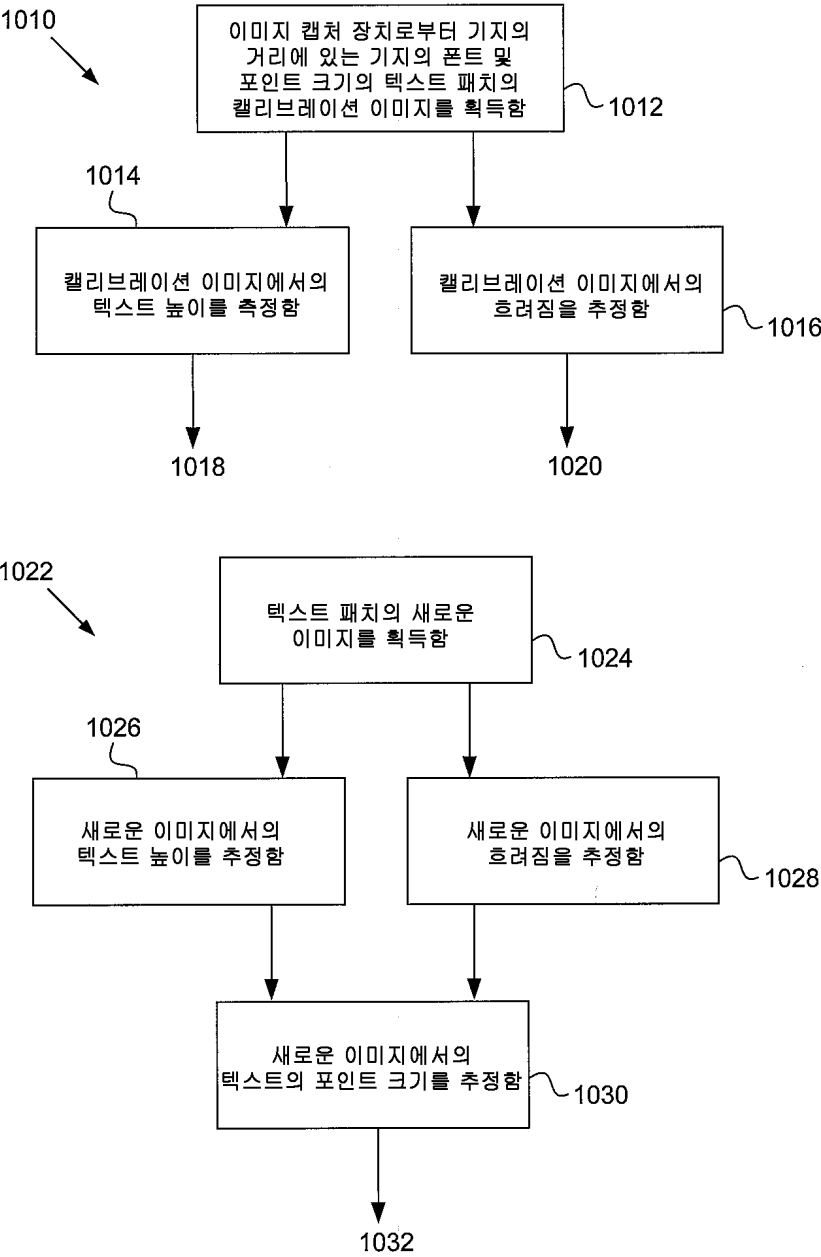 1010
이미지 캡처 장치로부터 기지의
거리에 있는 기지의 폰트 및
포인트 크기의 텍스트 패치의
캘리브레이션 이미지를 획득함
1012
1014
캘리브레이션 이미지에서의
텍스트 높이를 측정함
캘리브레이션 이미지에서의
흐려짐을 추정함
1016
1018
1020
1022
텍스트 패치의 새로운
이미지를 획득함
1024
1026
새로운 이미지에서의
텍스트 높이를 추정함
새로운 이미지에서의
흐려짐을 추정함
1028
새로운 이미지에서의
텍스트의 포인트 크기를 추정함
1030
1032